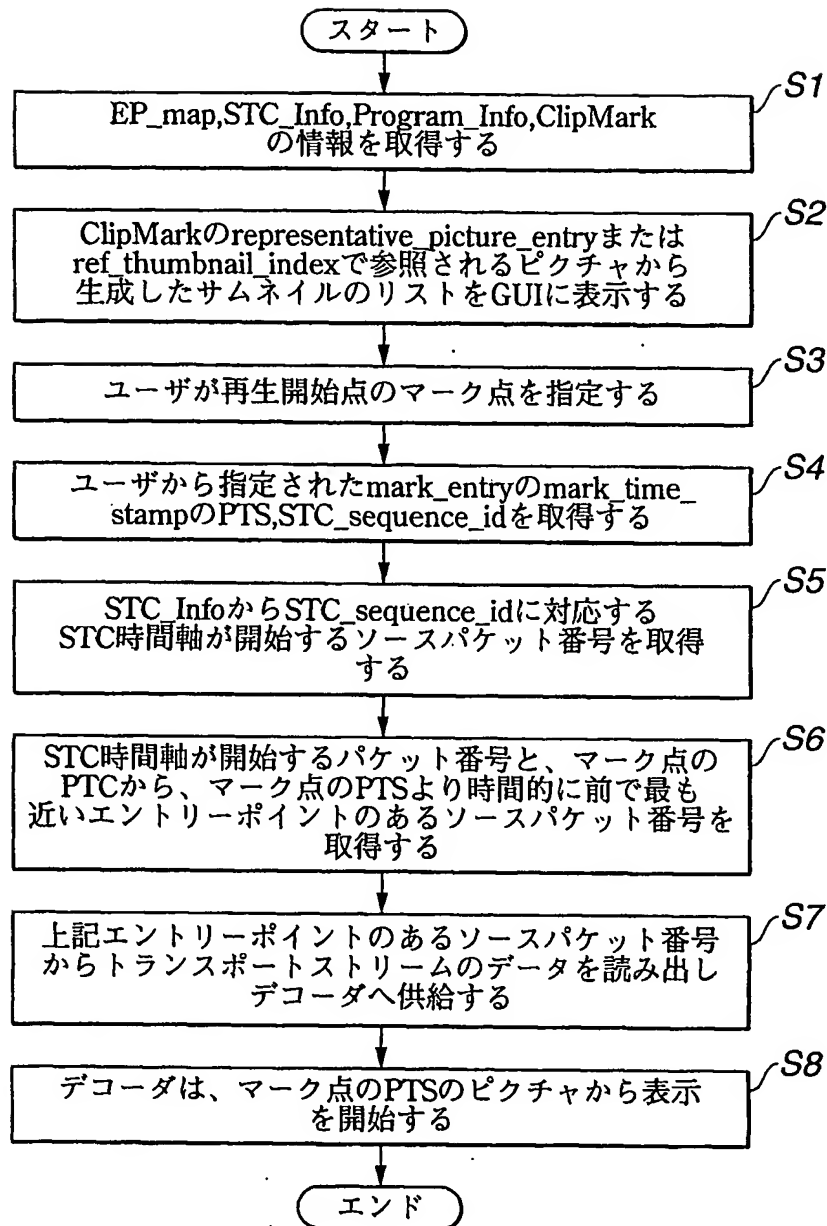 スタート
S1
EP_map,STC_Info,Program_Info,ClipMark
の情報を取得する
S2
ClipMarkのrepresentative_picture_entryまたは
ref_thumbnail_indexで参照されるピクチャから
生成したサムネイルのリストをGUIに表示する
S3
ユーザが再生開始点のマーク点を指定する
S4
ユーザから指定されたmark_entryのmark_time_
stampのPTS,STC_sequence_idを取得する
S5
STC_InfoからSTC_sequence_idに対応する
STC時間軸が開始するソースパケット番号を取得
する
S6
STC時間軸が開始するパケット番号と、マーク点の
PTCから、マーク点のPTSより時間的に前で最も
近いエントリーポイントのあるソースパケット番号を
取得する
S7
上記エントリーポイントのあるソースパケット番号
からトランスポートストリームのデータを読み出し
デコーダへ供給する
S8
デコーダは、マーク点のPTSのピクチャから表示
を開始する
エンド